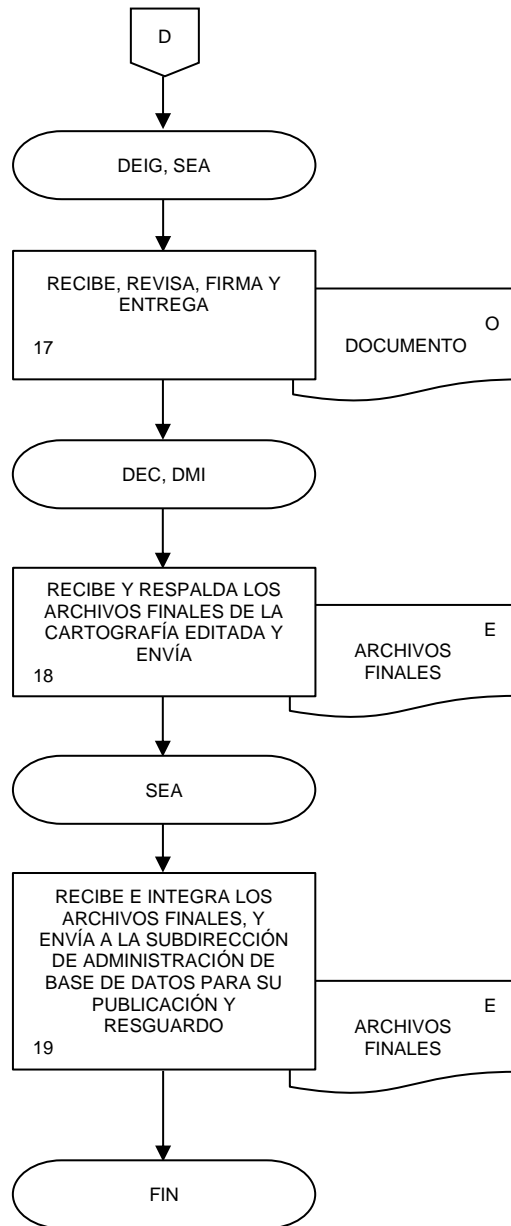 D
DEIG, SEA
RECIBE, REVISA, FIRMA Y
ENTREGA
17
O
DOCUMENTO
DEC, DMI
RECIBE Y RESPALDA LOS
ARCHIVOS FINALES DE LA
CARTOGRAFÍA EDITADA Y
ENVÍA
18
E
ARCHIVOS
FINALES
SEA
RECIBE E INTEGRA LOS
ARCHIVOS FINALES, Y
ENVÍA A LA SUBDIRECCIÓN
DE ADMINISTRACIÓN DE
BASE DE DATOS PARA SU
PUBLICACIÓN Y
RESGUARDO
19
E
ARCHIVOS
FINALES
FIN